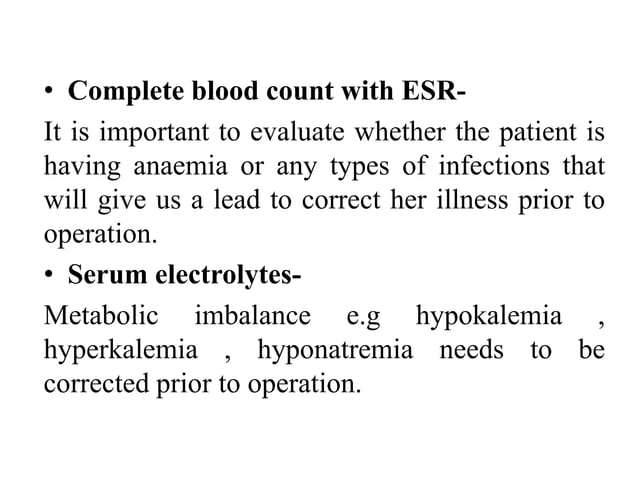 • Complete blood count with ESR-
It is important to evaluate whether the patient is
having anaemia or any types of infections that
will give us a lead to correct her illness prior to
operation.
• Serum electrolytes-
Metabolic imbalance e.g hypokalemia ,
hyperkalemia , hyponatremia needs to be
corrected prior to operation.